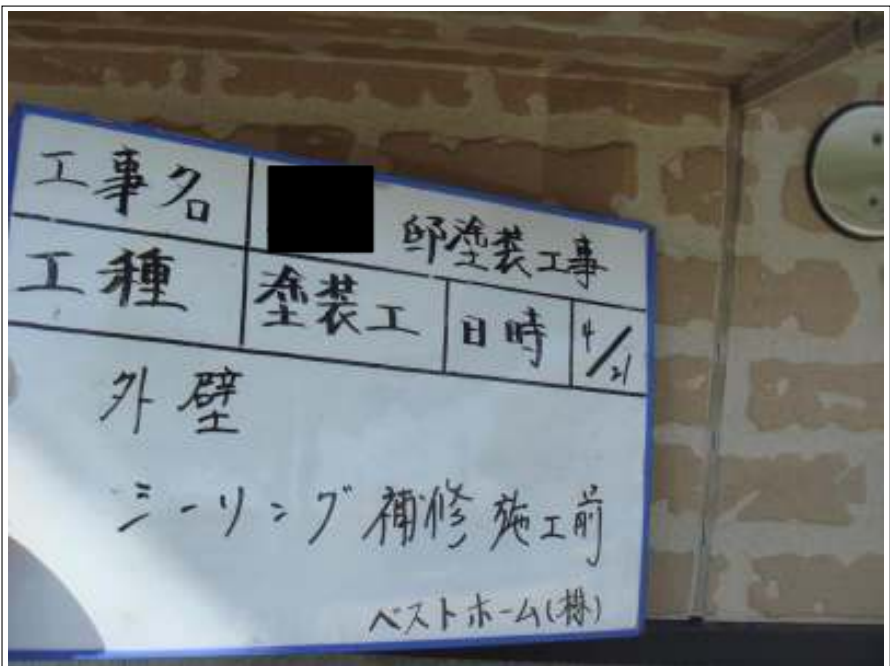 工事名 邸塗装工事
工種 塗装工 日時 4/21
外壁
シーリング補修施工前
ベストホーム(株)